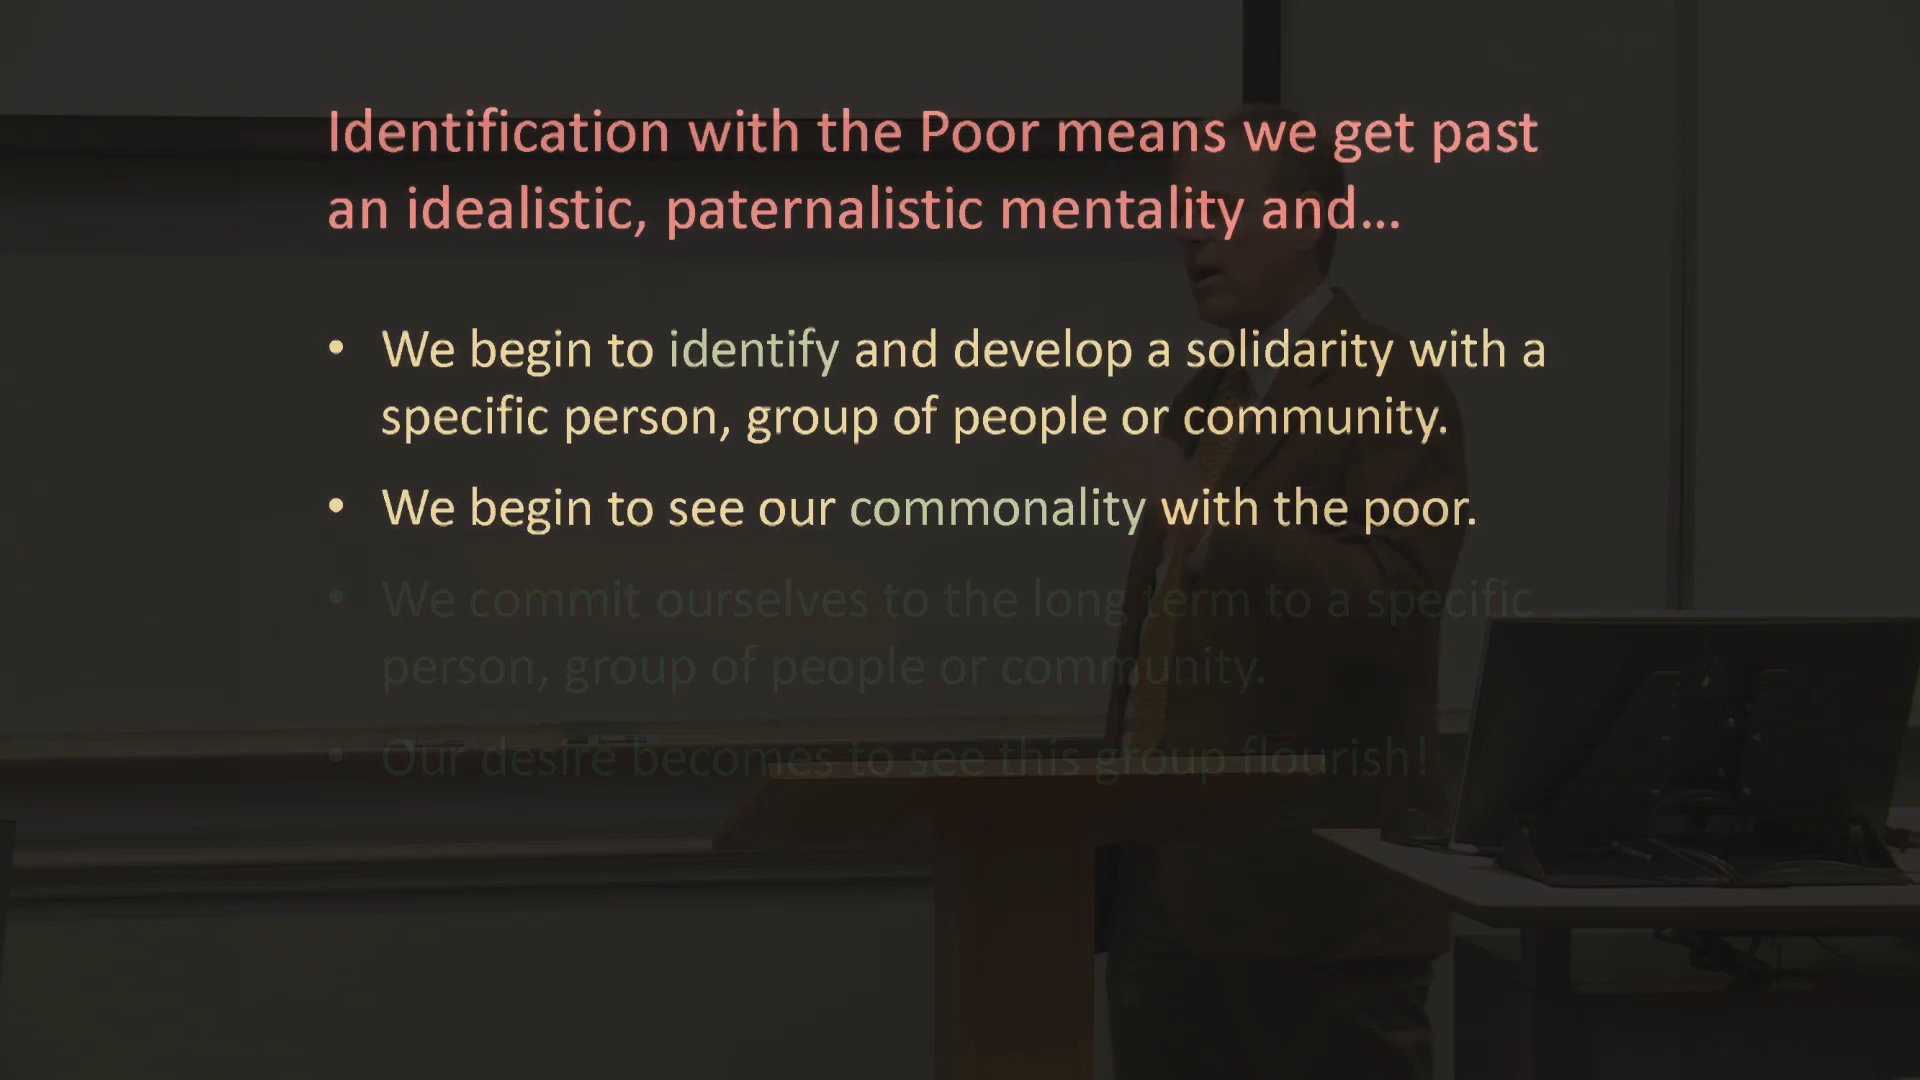 Identification with the Poor means we get past
an idealistic, paternalistic mentality and...
• We begin to identify and develop a solidarity with a
specific person, group of people or community.
• We begin to see our commonality with the poor.
• We commit ourselves to the long term to a specific
person, group of people or community.
• Our desire becomes to see this group flourish!